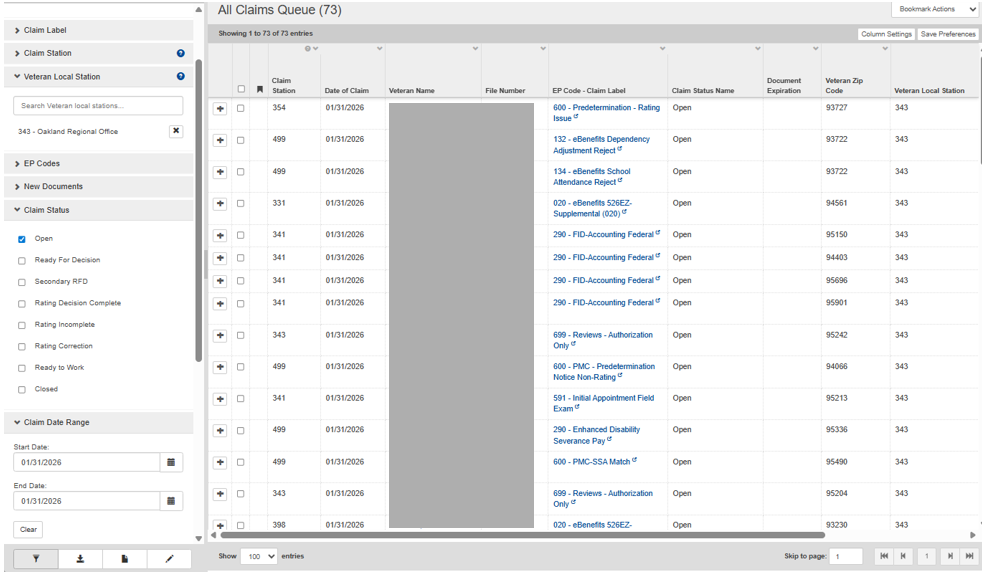 Claim Label
Claim Station
Veteran Local Station
Search Veteran local stations...
343 - Oakland Regional Office
EP Codes
New Documents
Claim Status
Open
Ready For Decision
Secondary RFD
Rating Decision Complete
Rating Incomplete
Rating Correction
Ready to Work
Closed
Claim Date Range
Start Date:
01/31/2026
End Date:
01/31/2026
Clear
All Claims Queue (73)
Bookmark Actions
Showing 1 to 73 of 73 entries
Column Settings Save Preferences
Claim Station Date of Claim Veteran Name File Number EP Code - Claim Label Claim Status Name Document Expiration Veteran Zip Code Veteran Local Station
354 01/31/2026 600 - Predetermination - Rating Issue Open 93727 343
499 01/31/2026 132 - eBenefits Dependency Adjustment Reject Open 93722 343
499 01/31/2026 134 - eBenefits School Attendance Reject Open 93722 343
331 01/31/2026 020 - eBenefits 526EZ-Supplemental (020) Open 94561 343
341 01/31/2026 290 - FID-Accounting Federal Open 95150 343
341 01/31/2026 290 - FID-Accounting Federal Open 94403 343
341 01/31/2026 290 - FID-Accounting Federal Open 95696 343
341 01/31/2026 290 - FID-Accounting Federal Open 95901 343
343 01/31/2026 699 - Reviews - Authorization Only Open 95242 343
499 01/31/2026 600 - PMC - Predetermination Notice Non-Rating Open 94066 343
341 01/31/2026 591 - Initial Appointment Field Exam Open 95213 343
499 01/31/2026 290 - Enhanced Disability Severance Pay Open 95336 343
499 01/31/2026 600 - PMC-SSA Match Open 95490 343
343 01/31/2026 699 - Reviews - Authorization Only Open 95204 343
398 01/31/2026 020 - eBenefits 526EZ- Open 93230 343
Show 100 entries
Skip to page: 1
1